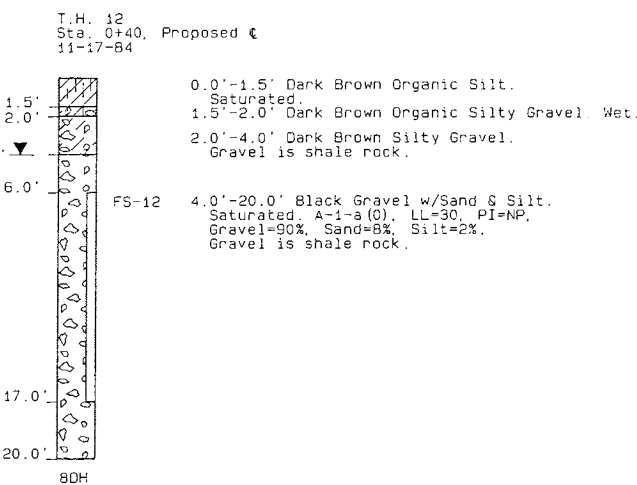 T.H. 12
Sta. 0+40, Proposed ℄
11-17-84
0.0'-1.5' Dark Brown Organic Silt.
Saturated.
1.5'
1.5'-2.0' Dark Brown Organic Silty Gravel. Wet.
2.0'
2.0'-4.0' Dark Brown Silty Gravel.
Gravel is shale rock.
6.0'
FS-12
4.0'-20.0' Black Gravel w/Sand & Silt.
Saturated. A-1-a(0), LL=30, PI=NP,
Gravel=90%, Sand=8%, Silt=2%.
Gravel is shale rock.
17.0'
20.0'
8DH